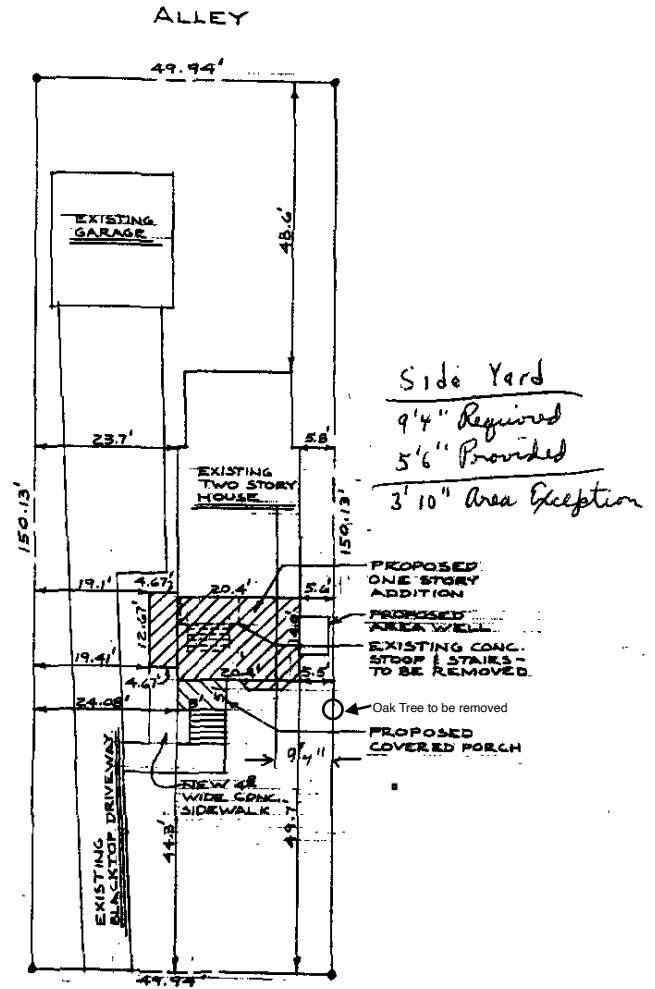 ALLEY
49.94'
48.6'
EXISTING
GARAGE
Side Yard
9'4" Required
5'6" Provided
3'10" Area Exception
23.7'
5.8'
EXISTING
TWO STORY
HOUSE
150.13'
150.13'
PROPOSED
ONE STORY
ADDITION
19.1'
4.67'
20.4'
5.6'
PROPOSED
AREA WELL
12.67'
EXISTING CONC.
STOOP & STAIRS -
TO BE REMOVED.
19.41'
4.67'
20.4'
5.5'
24.08'
8'
5'
Oak Tree to be removed
PROPOSED
COVERED PORCH
9'4"
NEW
WIDE CONC.
SIDEWALK
EXISTING
BLACKTOP DRIVEWAY
44.3'
49.7'
49.94'